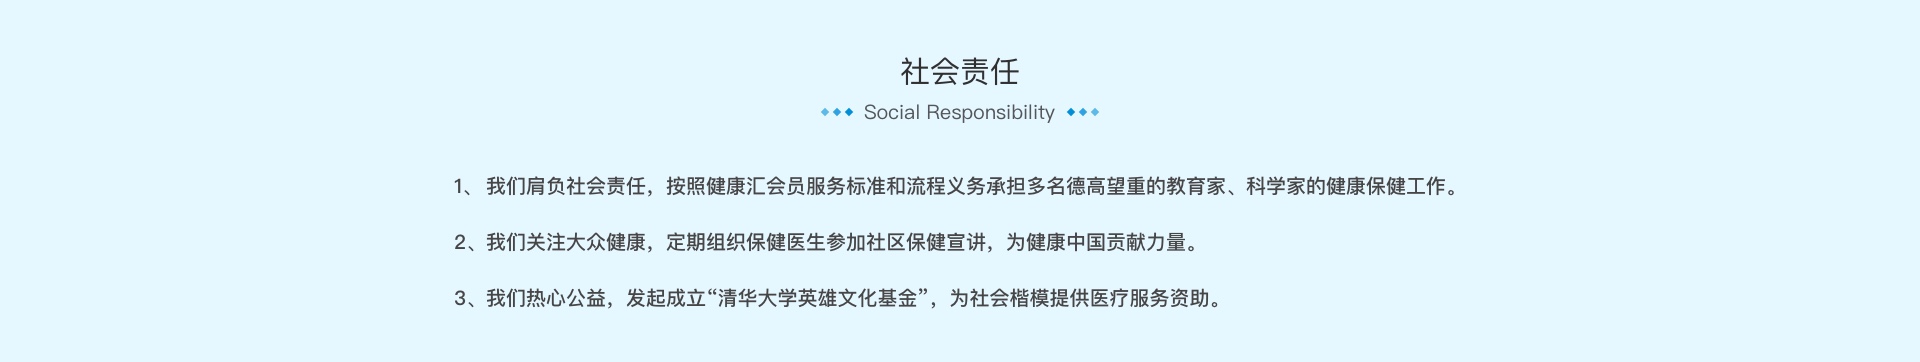 社会责任
Social Responsibility
1、 我们肩负社会责任，按照健康汇会员服务标准和流程义务承担多名德高望重的教育家、科学家的健康保健工作。
2、我们关注大众健康，定期组织保健医生参加社区保健宣讲，为健康中国贡献力量。
3、我们热心公益，发起成立“清华大学英雄文化基金”，为社会楷模提供医疗服务资助。